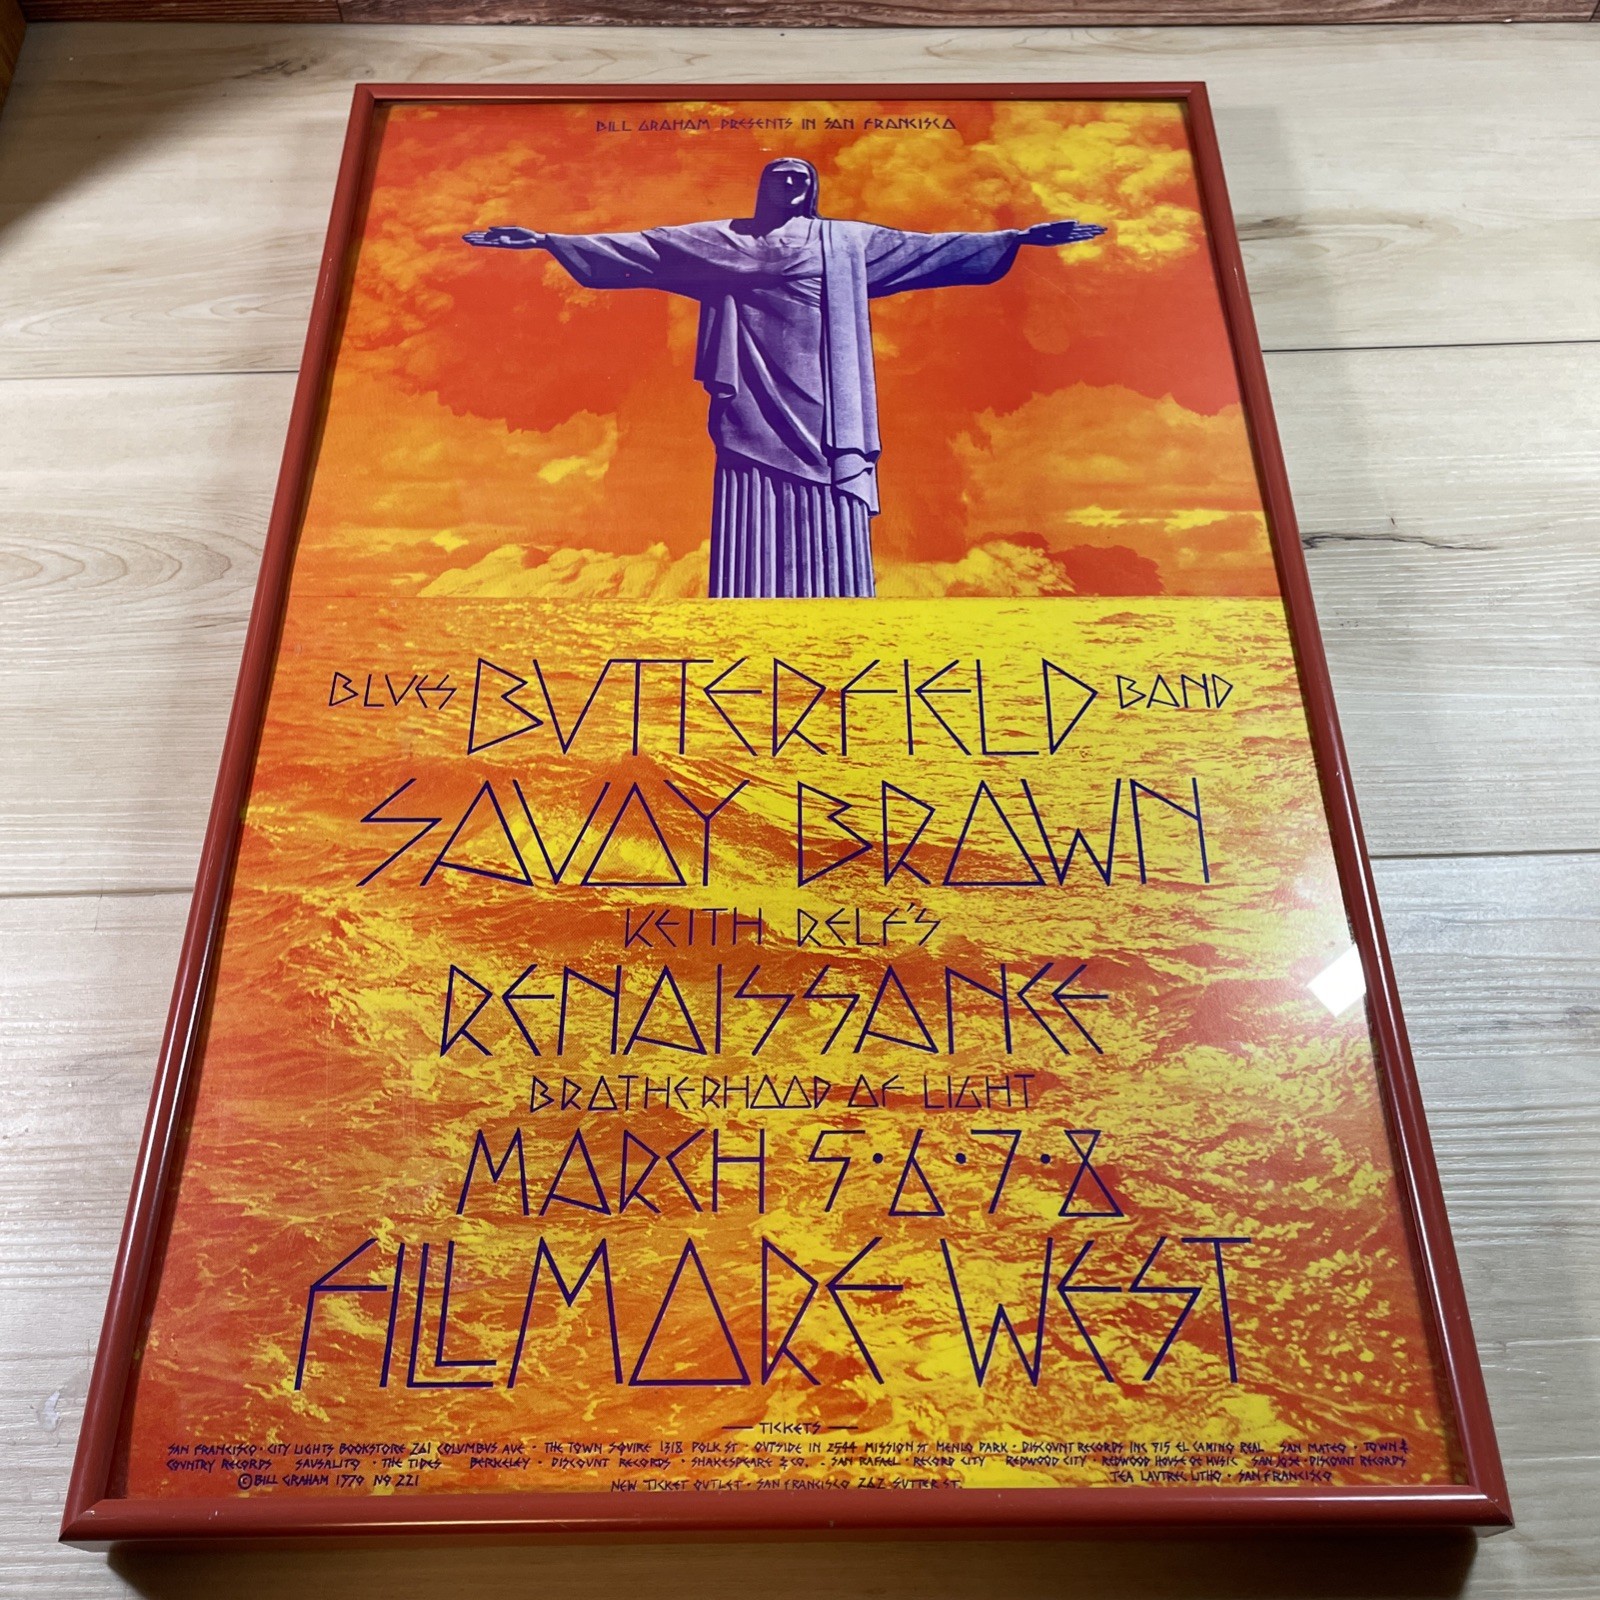 BILL GRAHAM PRESENTS IN SAN FRANCISCO
BLUES BUTTERFIELD BAND
SAVOY BROWN
KEITH RELF'S
RENAISSANCE
BROTHERHOOD OF LIGHT
MARCH 5·6·7·8
FILLMORE WEST
— TICKETS —
SAN FRANCISCO · CITY LIGHTS BOOKSTORE 261 COLUMBUS AVE · THE TOWN SQUIRE 1318 POLK ST · OUTSIDE IN 2544 MISSION ST MENLO PARK · DISCOUNT RECORDS INC 915 EL CAMINO REAL SAN MATEO · TOWN &
COUNTRY RECORDS SAUSALITO · THE TIDES BERKELEY · DISCOUNT RECORDS · SHAKESPEARE & CO. · SAN RAFAEL · RECORD CITY REDWOOD CITY · REDWOOD HOUSE OF MUSIC SAN JOSE · DISCOUNT RECORDS
© BILL GRAHAM 1970 NO 221 NEW TICKET OUTLET · SAN FRANCISCO 262 SUTTER ST. TEA LAUTREC LITHO · SAN FRANCISCO